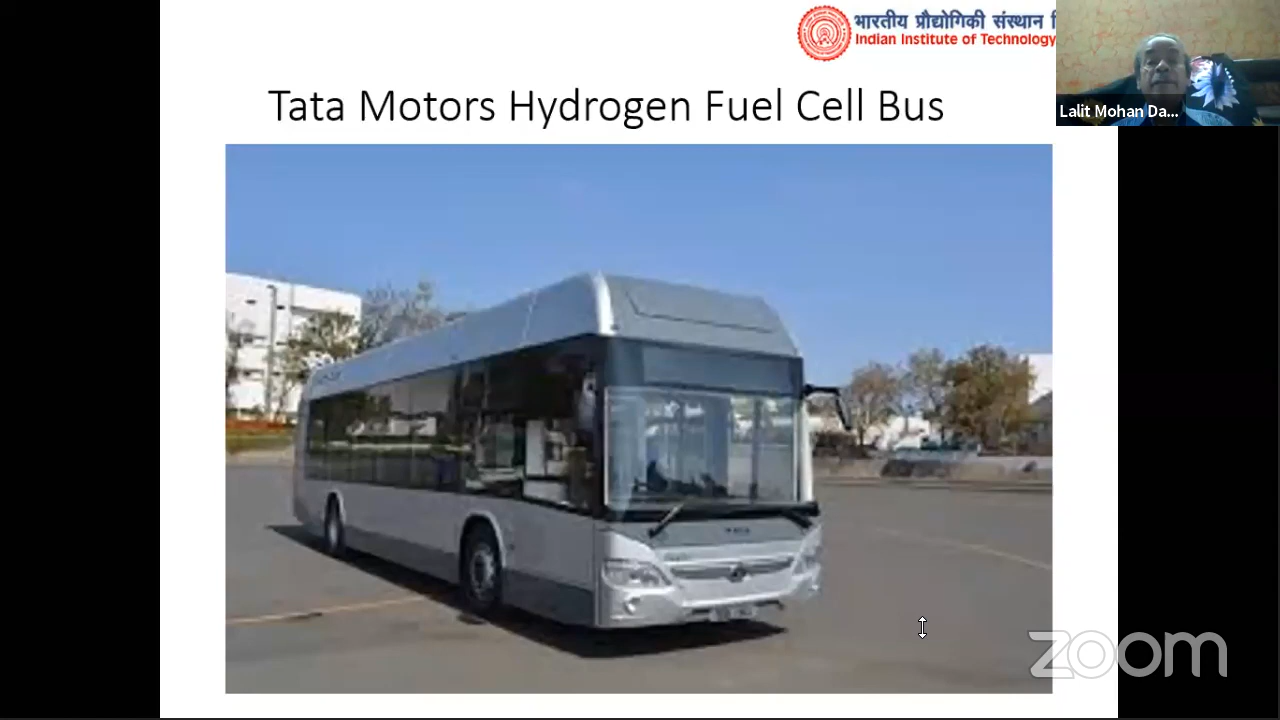 भारतीय प्रौद्योगिकी संस्थान
Indian Institute of Technology
Lalit Mohan Da...
Tata Motors Hydrogen Fuel Cell Bus
zoom